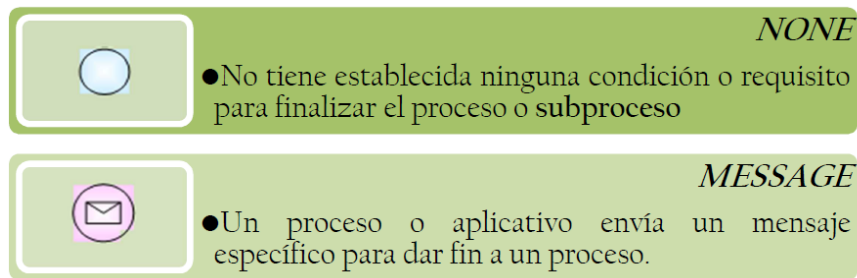 NONE
●No tiene establecida ninguna condición o requisito
para finalizar el proceso o subproceso
MESSAGE
●Un proceso o aplicativo envía un mensaje
específico para dar fin a un proceso.